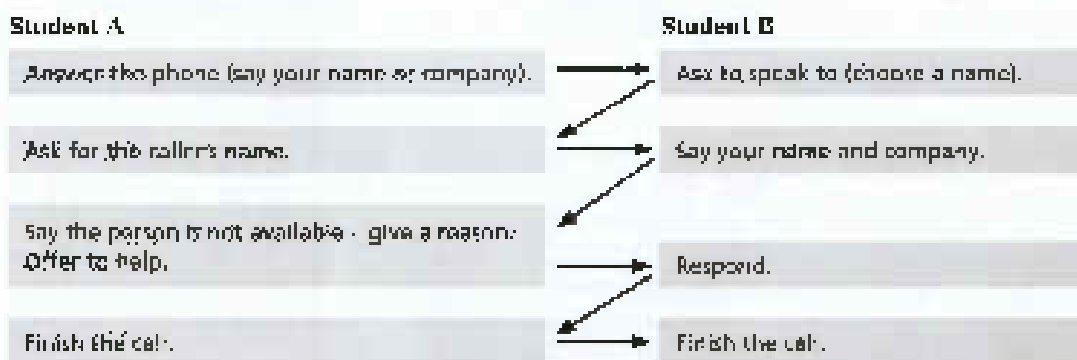 Student A
Student B
Answer the phone (say your name or company).
Ask to speak to (choose a name).
Ask for the caller's name.
Say your name and company.
Say the person is not available - give a reason.
Offer to help.
Respond.
Finish the call.
Finish the call.